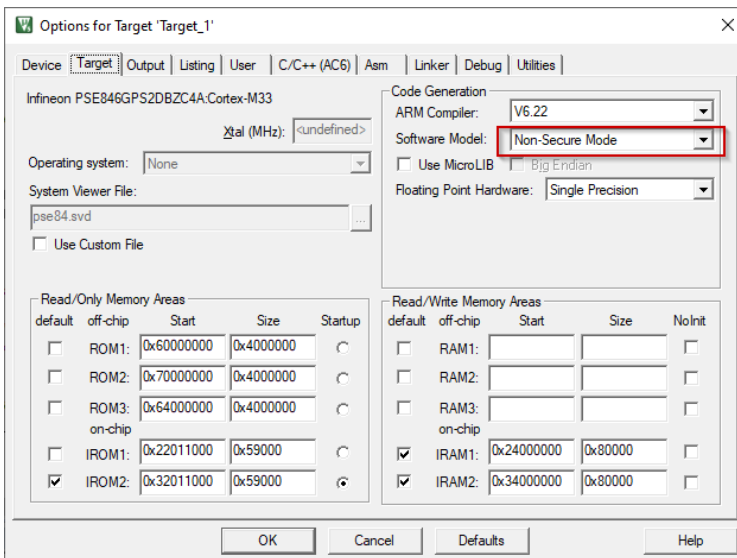 Options for Target 'Target_1'
Device Target Output Listing User C/C++ (AC6) Asm Linker Debug Utilities
Infineon PSE846GPS2DBZC4A:Cortex-M33
Xtal (MHz): <undefined>
Operating system: None
System Viewer File:
pse84.svd
...
Use Custom File
Code Generation
ARM Compiler: V6.22
Software Model: Non-Secure Mode
Use MicroLIB Big Endian
Floating Point Hardware: Single Precision
Read/Only Memory Areas
default off-chip Start Size Startup
ROM1: 0x60000000 0x4000000
ROM2: 0x70000000 0x4000000
ROM3: 0x64000000 0x4000000
on-chip
IROM1: 0x22011000 0x59000
IROM2: 0x32011000 0x59000
Read/Write Memory Areas
default off-chip Start Size NoInit
RAM1:
RAM2:
RAM3:
on-chip
IRAM1: 0x24000000 0x80000
IRAM2: 0x34000000 0x80000
OK Cancel Defaults Help